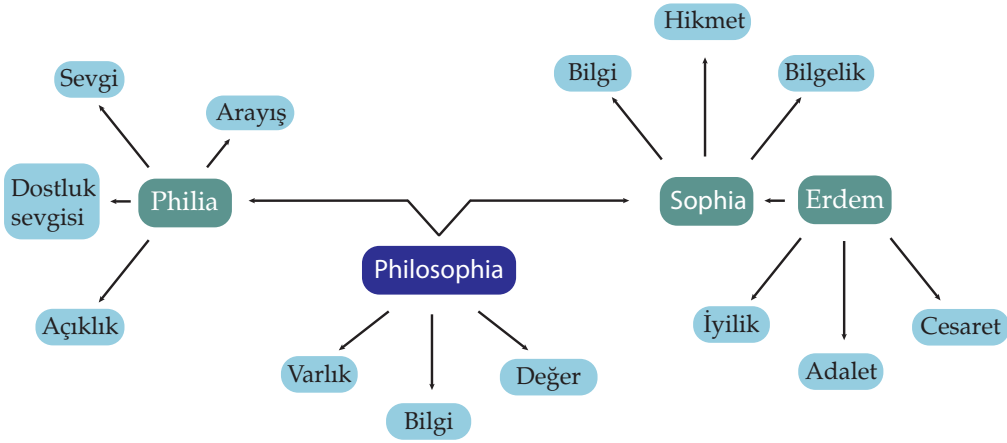 Hikmet
Sevgi
Bilgi
Bilgelik
Arayış
Dostluk
sevgisi
Philia
Sophia
Erdem
Philosophia
Açıklık
İyilik
Cesaret
Varlık
Değer
Adalet
Bilgi